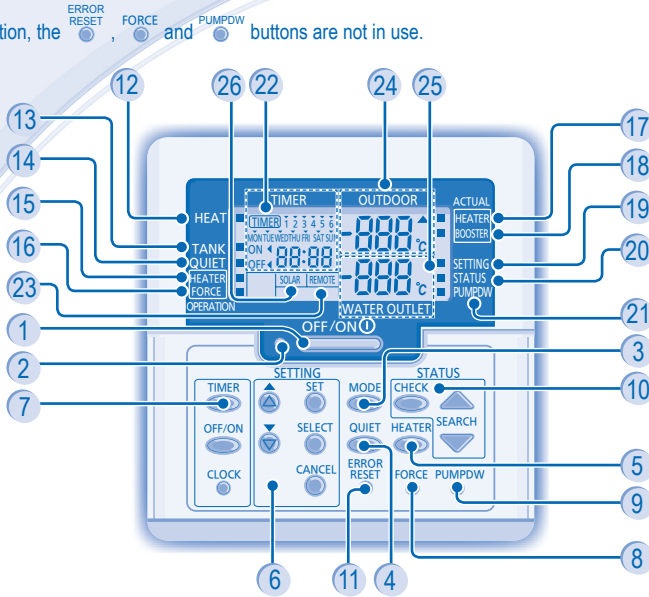 tion, the ERROR RESET , FORCE and PUMPDW buttons are not in use.
12 26 22 24 25
13
14
15
16
23
1
2
7
17
18
19
20
21
3
10
5
9
8
6 11 4
TIMER OUTDOOR ACTUAL
HEAT
TANK
QUIET
HEATER
FORCE
OPERATION
TIMER 1 2 3 4 5 6
MON TUE WED THU FRI SAT SUN
ON 88:88
OFF
SOLAR REMOTE
-888 °C
-888 °C
WATER OUTLET
HEATER
BOOSTER
SETTING
STATUS
PUMPDW
OFF/ON
SETTING STATUS
TIMER SET MODE CHECK
OFF/ON SELECT QUIET HEATER SEARCH
CLOCK CANCEL ERROR RESET FORCE PUMPDW